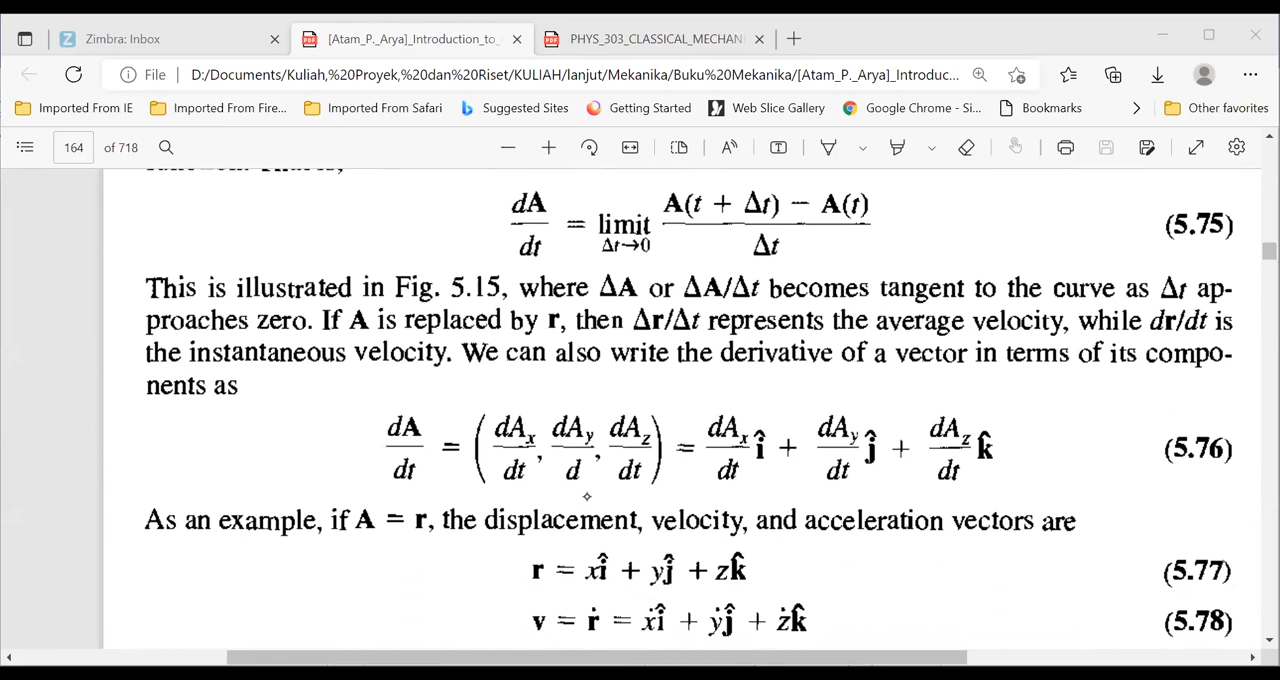 Zimbra: Inbox
[Atam_P._Arya]_Introduction_to_
PHYS_303_CLASSICAL_MECHANI
File
D:/Documents/Kuliah,%20Proyek,%20dan%20Riset/KULIAH/lanjut/Mekanika/Buku%20Mekanika/[Atam_P._Arya]_Introduc...
Imported From IE
Imported From Fire...
Imported From Safari
Suggested Sites
Getting Started
Web Slice Gallery
Google Chrome - Si...
Bookmarks
Other favorites
164 of 718
dA/dt = limit Δt→0 A(t + Δt) − A(t) / Δt (5.75)
This is illustrated in Fig. 5.15, where ΔA or ΔA/Δt becomes tangent to the curve as Δt ap-
proaches zero. If A is replaced by r, then Δr/Δt represents the average velocity, while dr/dt is
the instantaneous velocity. We can also write the derivative of a vector in terms of its compo-
nents as
dA/dt = (dAx/dt, dAy/d, dAz/dt) = dAx/dt î + dAy/dt ĵ + dAz/dt k̂ (5.76)
As an example, if A = r, the displacement, velocity, and acceleration vectors are
r = xî + yĵ + zk̂ (5.77)
v = ṙ = ẋî + ẏĵ + żk̂ (5.78)